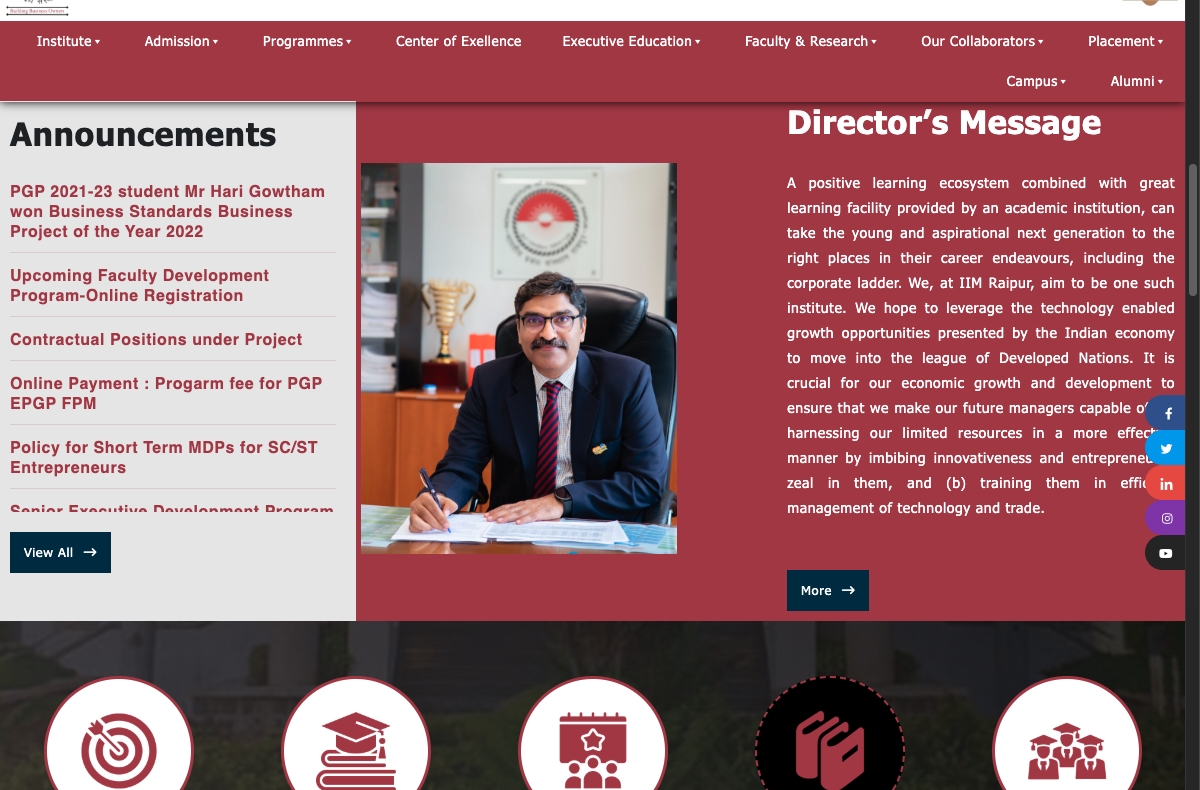 Building Business Owners
Institute
Admission
Programmes
Center of Exellence
Executive Education
Faculty & Research
Our Collaborators
Placement
Campus
Alumni
Announcements
PGP 2021-23 student Mr Hari Gowtham
won Business Standards Business
Project of the Year 2022
Upcoming Faculty Development
Program-Online Registration
Contractual Positions under Project
Online Payment : Progarm fee for PGP
EPGP FPM
Policy for Short Term MDPs for SC/ST
Entrepreneurs
Senior Executive Development Program
View All
Director's Message
A positive learning ecosystem combined with great
learning facility provided by an academic institution, can
take the young and aspirational next generation to the
right places in their career endeavours, including the
corporate ladder. We, at IIM Raipur, aim to be one such
institute. We hope to leverage the technology enabled
growth opportunities presented by the Indian economy
to move into the league of Developed Nations. It is
crucial for our economic growth and development to
ensure that we make our future managers capable of
harnessing our limited resources in a more
manner by imbibing innovativeness and
zeal in them, and (b) training them in
management of technology and trade.
More